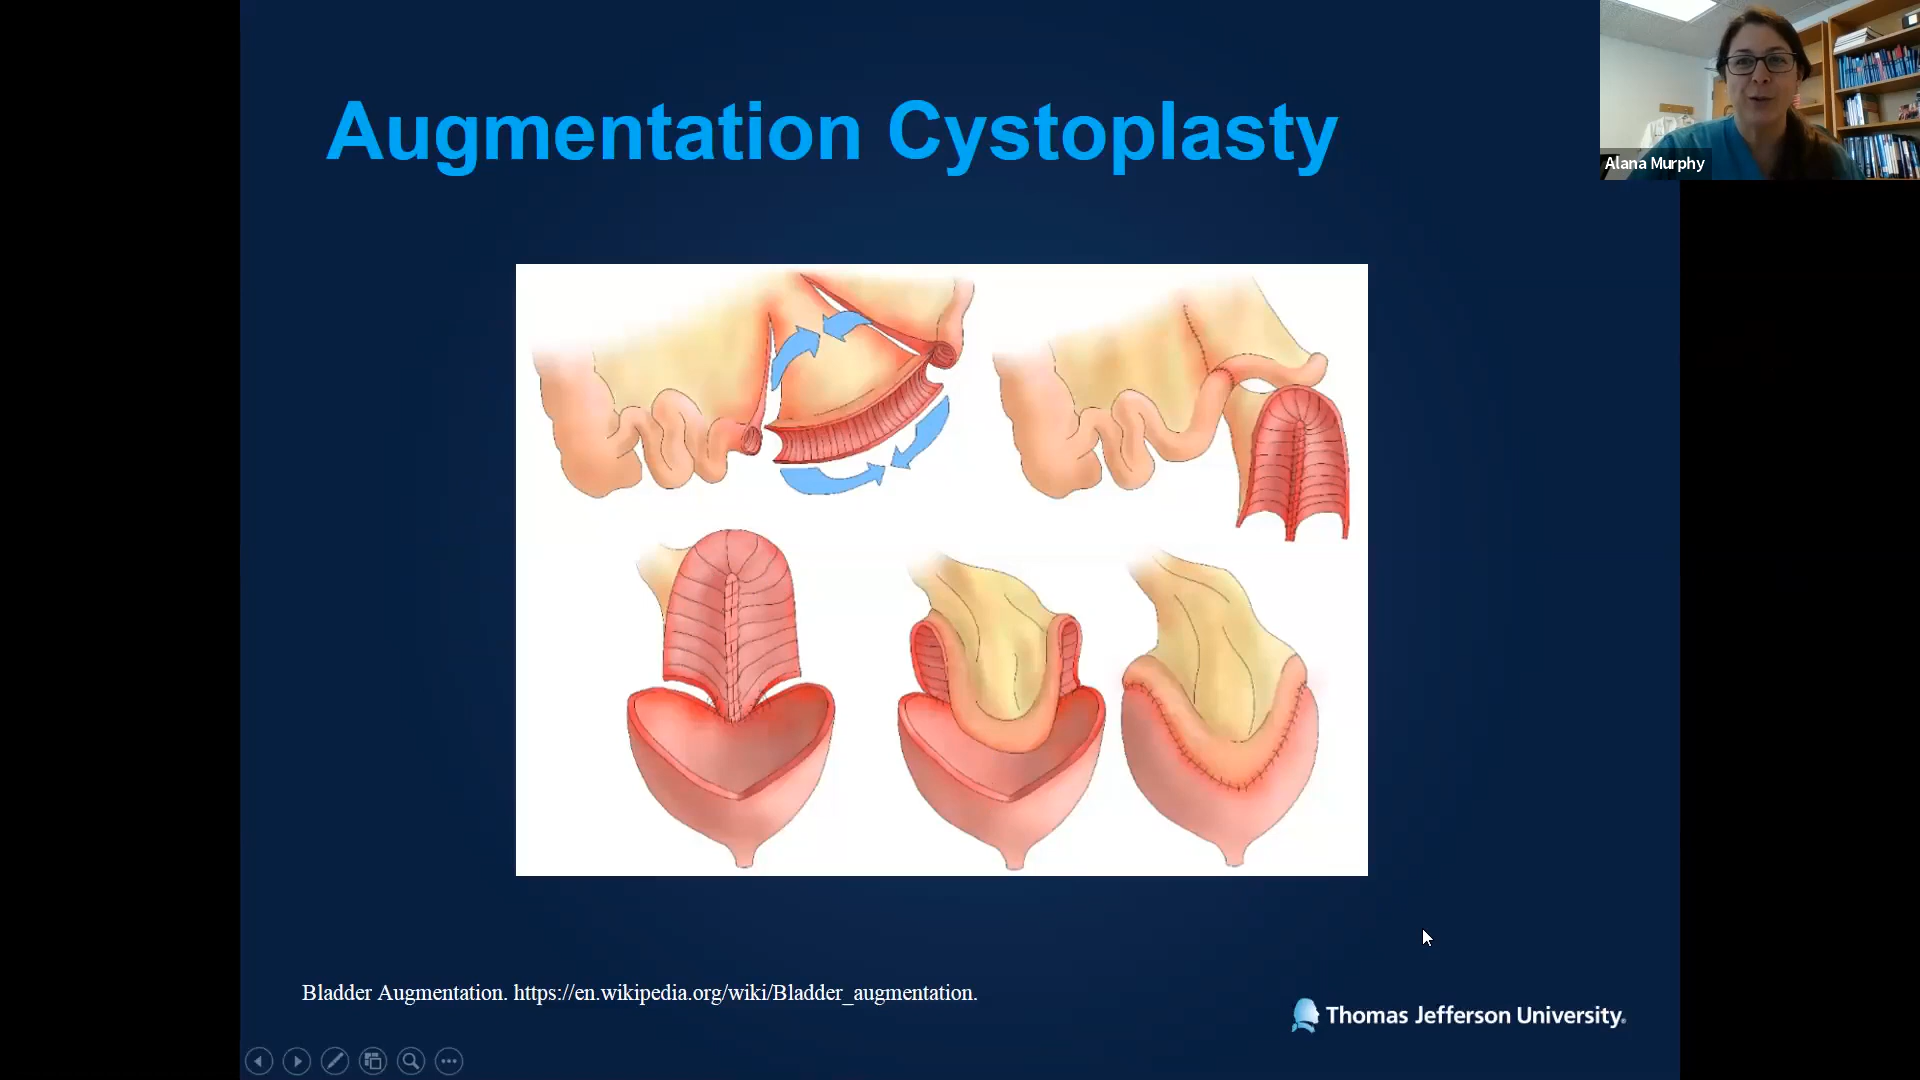 Augmentation Cystoplasty
Alana Murphy
Bladder Augmentation. https://en.wikipedia.org/wiki/Bladder_augmentation.
Thomas Jefferson University.